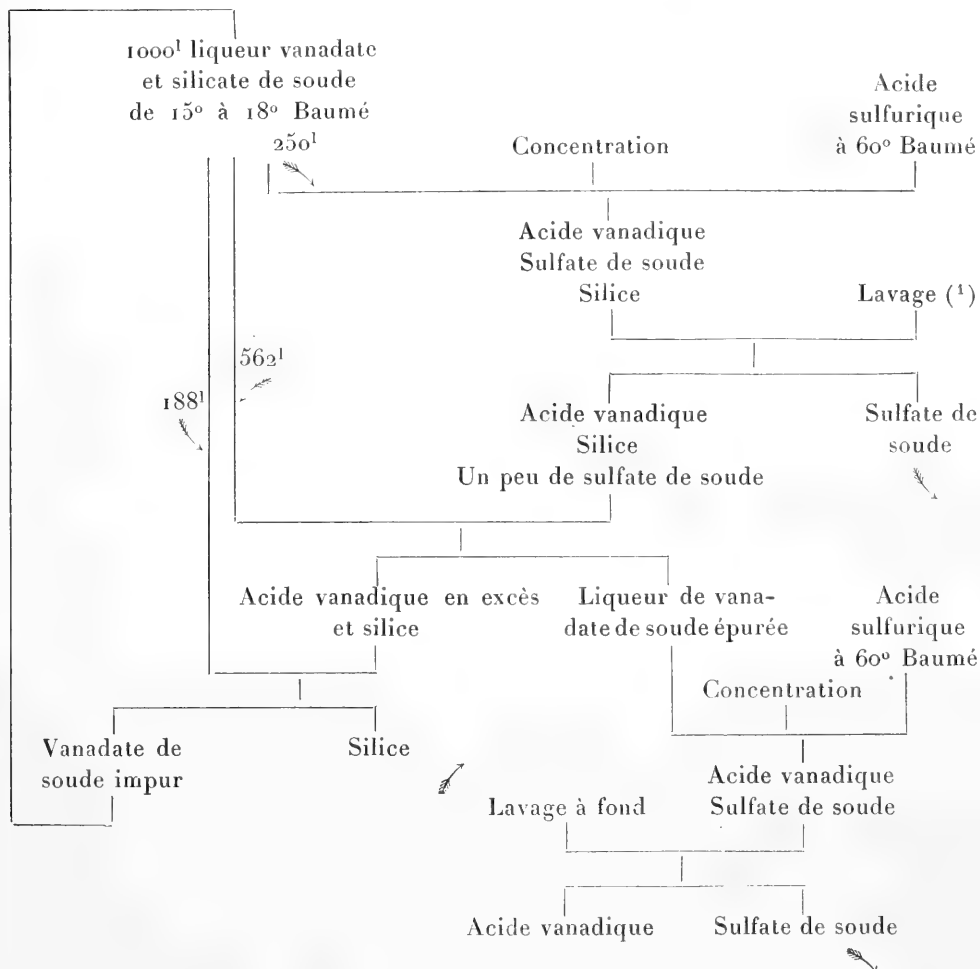 1000ˡ liqueur vanadate
et silicate de soude
de 15° à 18° Baumé
250ˡ
Concentration
Acide
sulfurique
à 60° Baumé
Acide vanadique
Sulfate de soude
Silice
Lavage (¹)
562ˡ
188ˡ
Acide vanadique
Silice
Un peu de sulfate de soude
Sulfate de
soude
Acide vanadique en excès
et silice
Liqueur de vana-
date de soude épurée
Acide
sulfurique
à 60° Baumé
Concentration
Vanadate de
soude impur
Silice
Acide vanadique
Sulfate de soude
Lavage à fond
Acide vanadique
Sulfate de soude